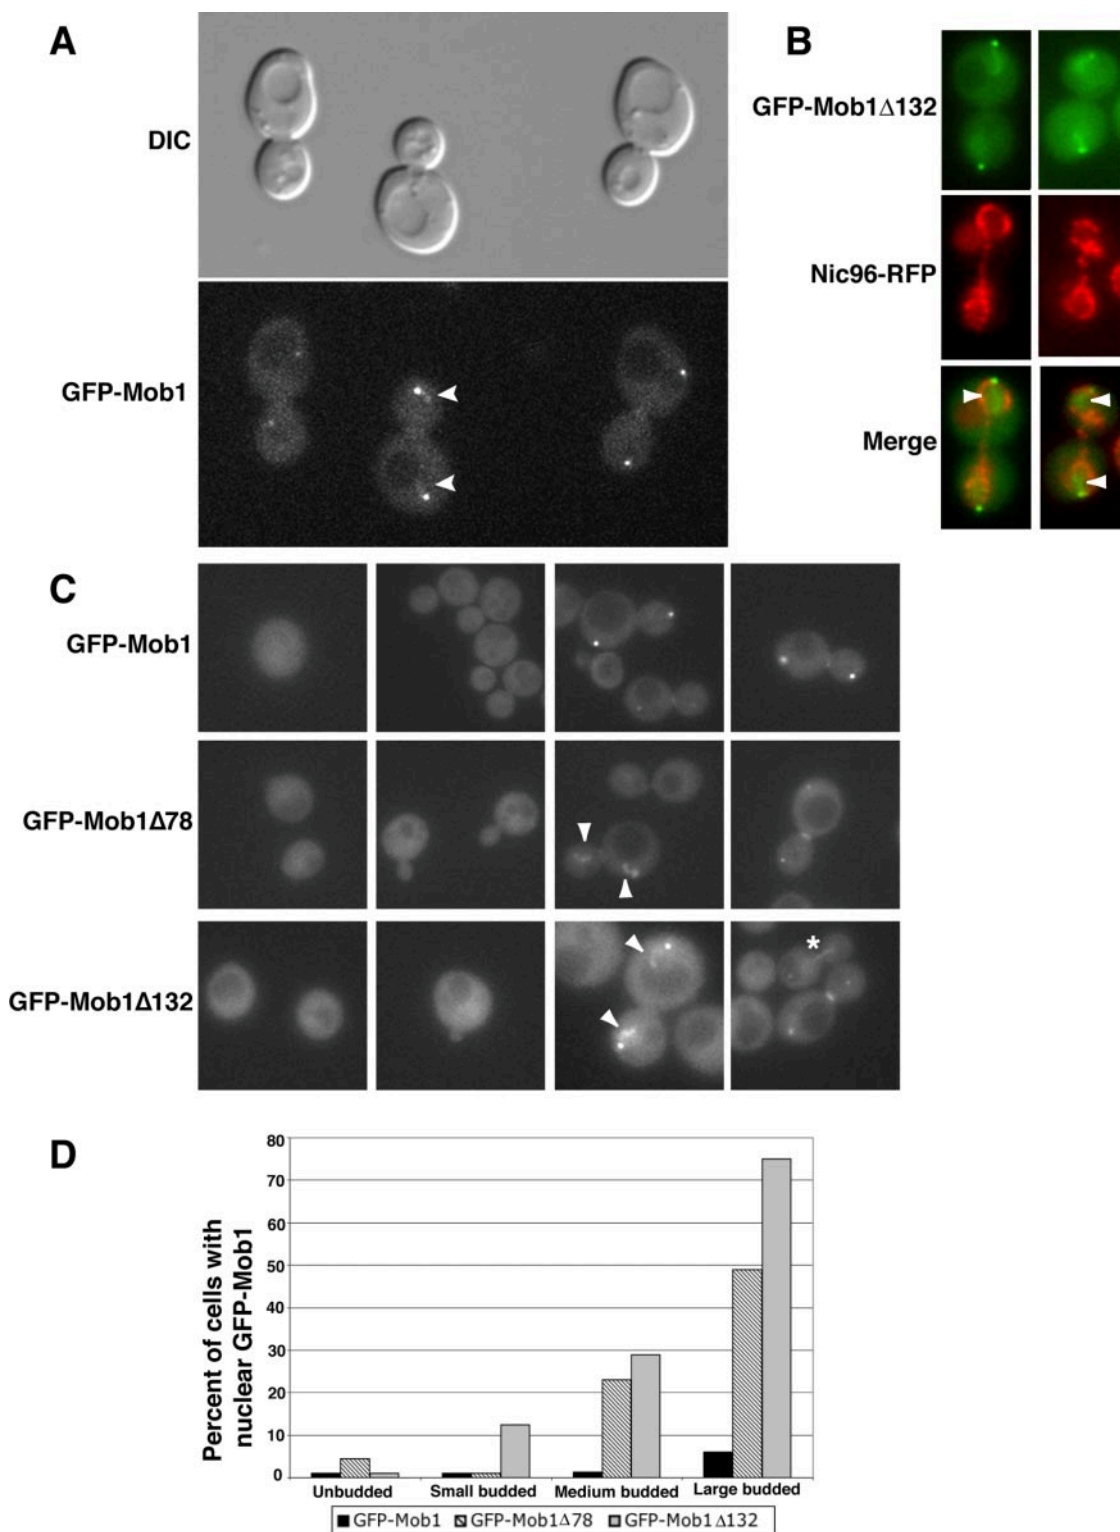 A
DIC
GFP-Mob1
B
GFP-Mob1Δ132
Nic96-RFP
Merge
C
GFP-Mob1
GFP-Mob1Δ78
GFP-Mob1Δ132
*
D
Percent of cells with
nuclear GFP-Mob1
80
70
60
50
40
30
20
10
0
Unbudded Small budded Medium budded Large budded
GFP-Mob1 GFP-Mob1Δ78 GFP-Mob1Δ132